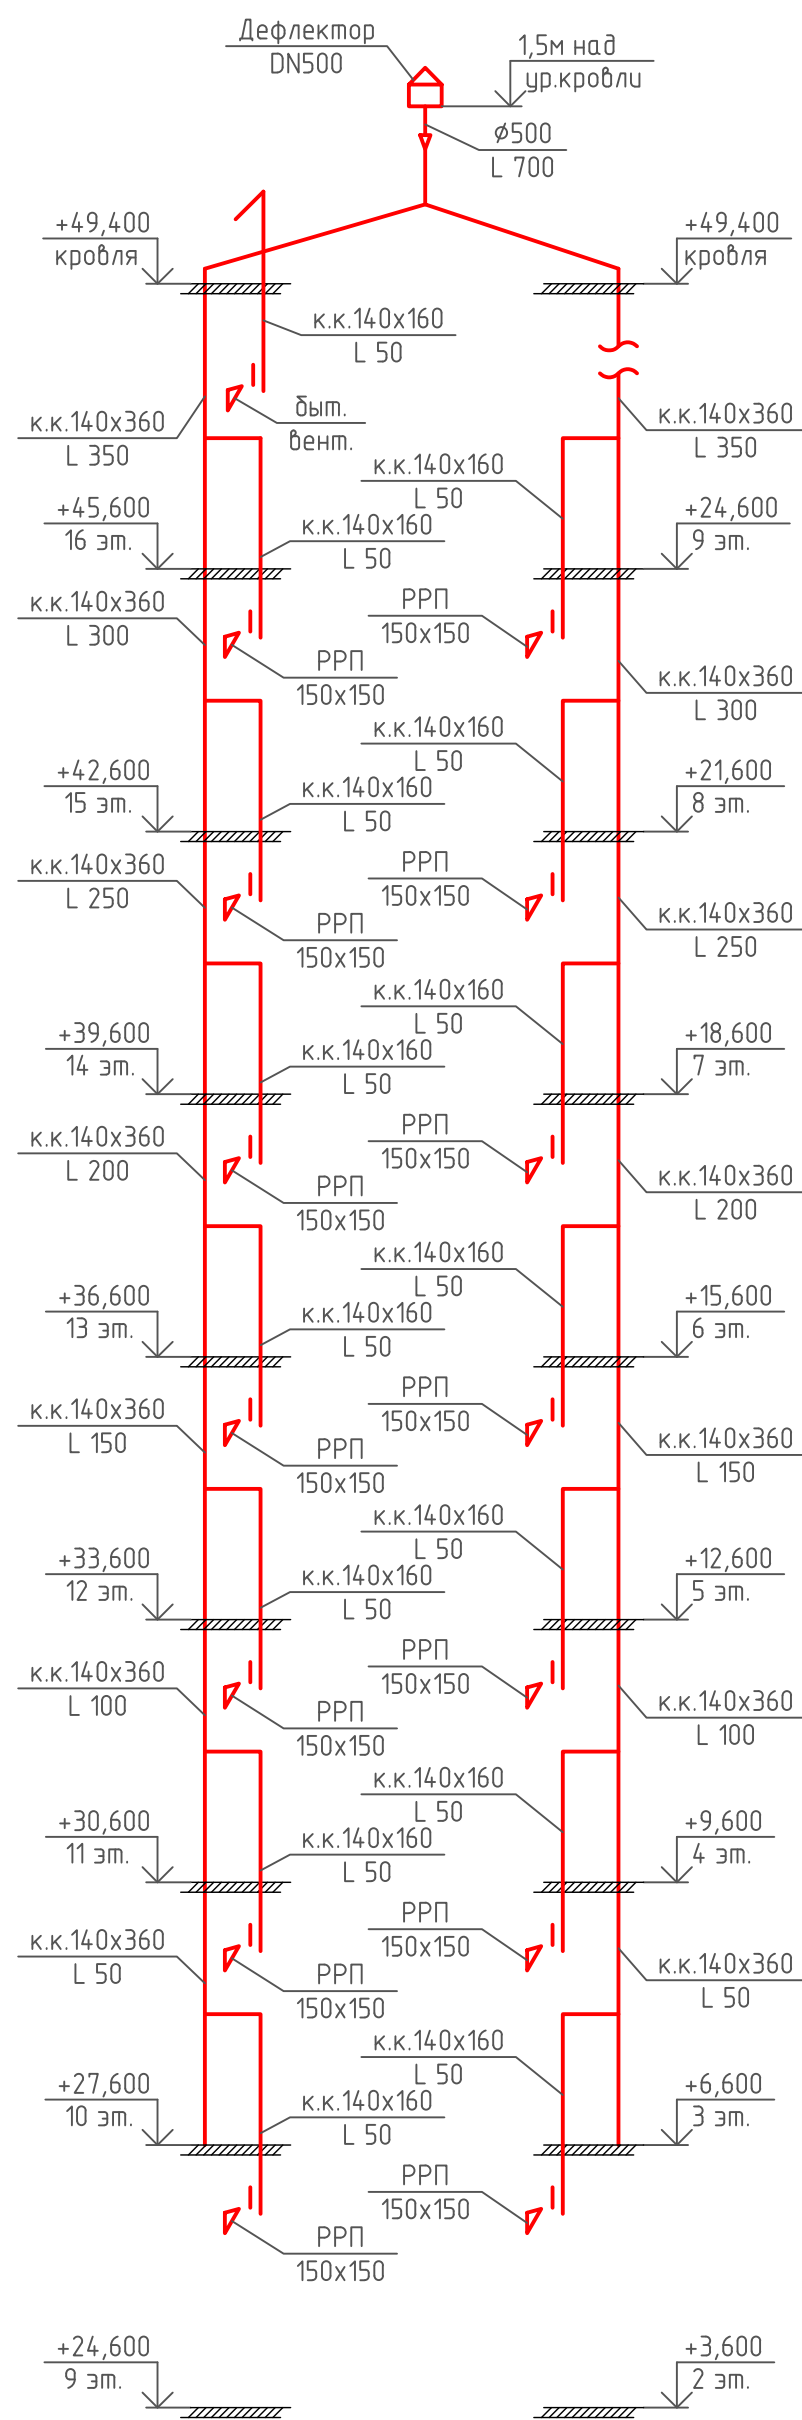 Дефлектор
DN500
1,5м над
ур.кровли
φ500
L 700
+49,400
кровля
+49,400
кровля
к.к.140х160
L 50
быт.
вент.
к.к.140х360
L 350
к.к.140х360
L 350
к.к.140х160
L 50
+45,600
16 эт.
к.к.140х160
L 50
+24,600
9 эт.
к.к.140х360
L 300
РРП
150х150
РРП
150х150
к.к.140х360
L 300
к.к.140х160
L 50
+42,600
15 эт.
к.к.140х160
L 50
+21,600
8 эт.
к.к.140х360
L 250
РРП
150х150
РРП
150х150
к.к.140х360
L 250
к.к.140х160
L 50
+39,600
14 эт.
к.к.140х160
L 50
+18,600
7 эт.
к.к.140х360
L 200
РРП
150х150
РРП
150х150
к.к.140х360
L 200
к.к.140х160
L 50
+36,600
13 эт.
к.к.140х160
L 50
+15,600
6 эт.
к.к.140х360
L 150
РРП
150х150
РРП
150х150
к.к.140х360
L 150
к.к.140х160
L 50
+33,600
12 эт.
к.к.140х160
L 50
+12,600
5 эт.
к.к.140х360
L 100
РРП
150х150
РРП
150х150
к.к.140х360
L 100
к.к.140х160
L 50
+30,600
11 эт.
к.к.140х160
L 50
+9,600
4 эт.
к.к.140х360
L 50
РРП
150х150
РРП
150х150
к.к.140х360
L 50
к.к.140х160
L 50
+27,600
10 эт.
к.к.140х160
L 50
+6,600
3 эт.
РРП
150х150
РРП
150х150
+24,600
9 эт.
+3,600
2 эт.